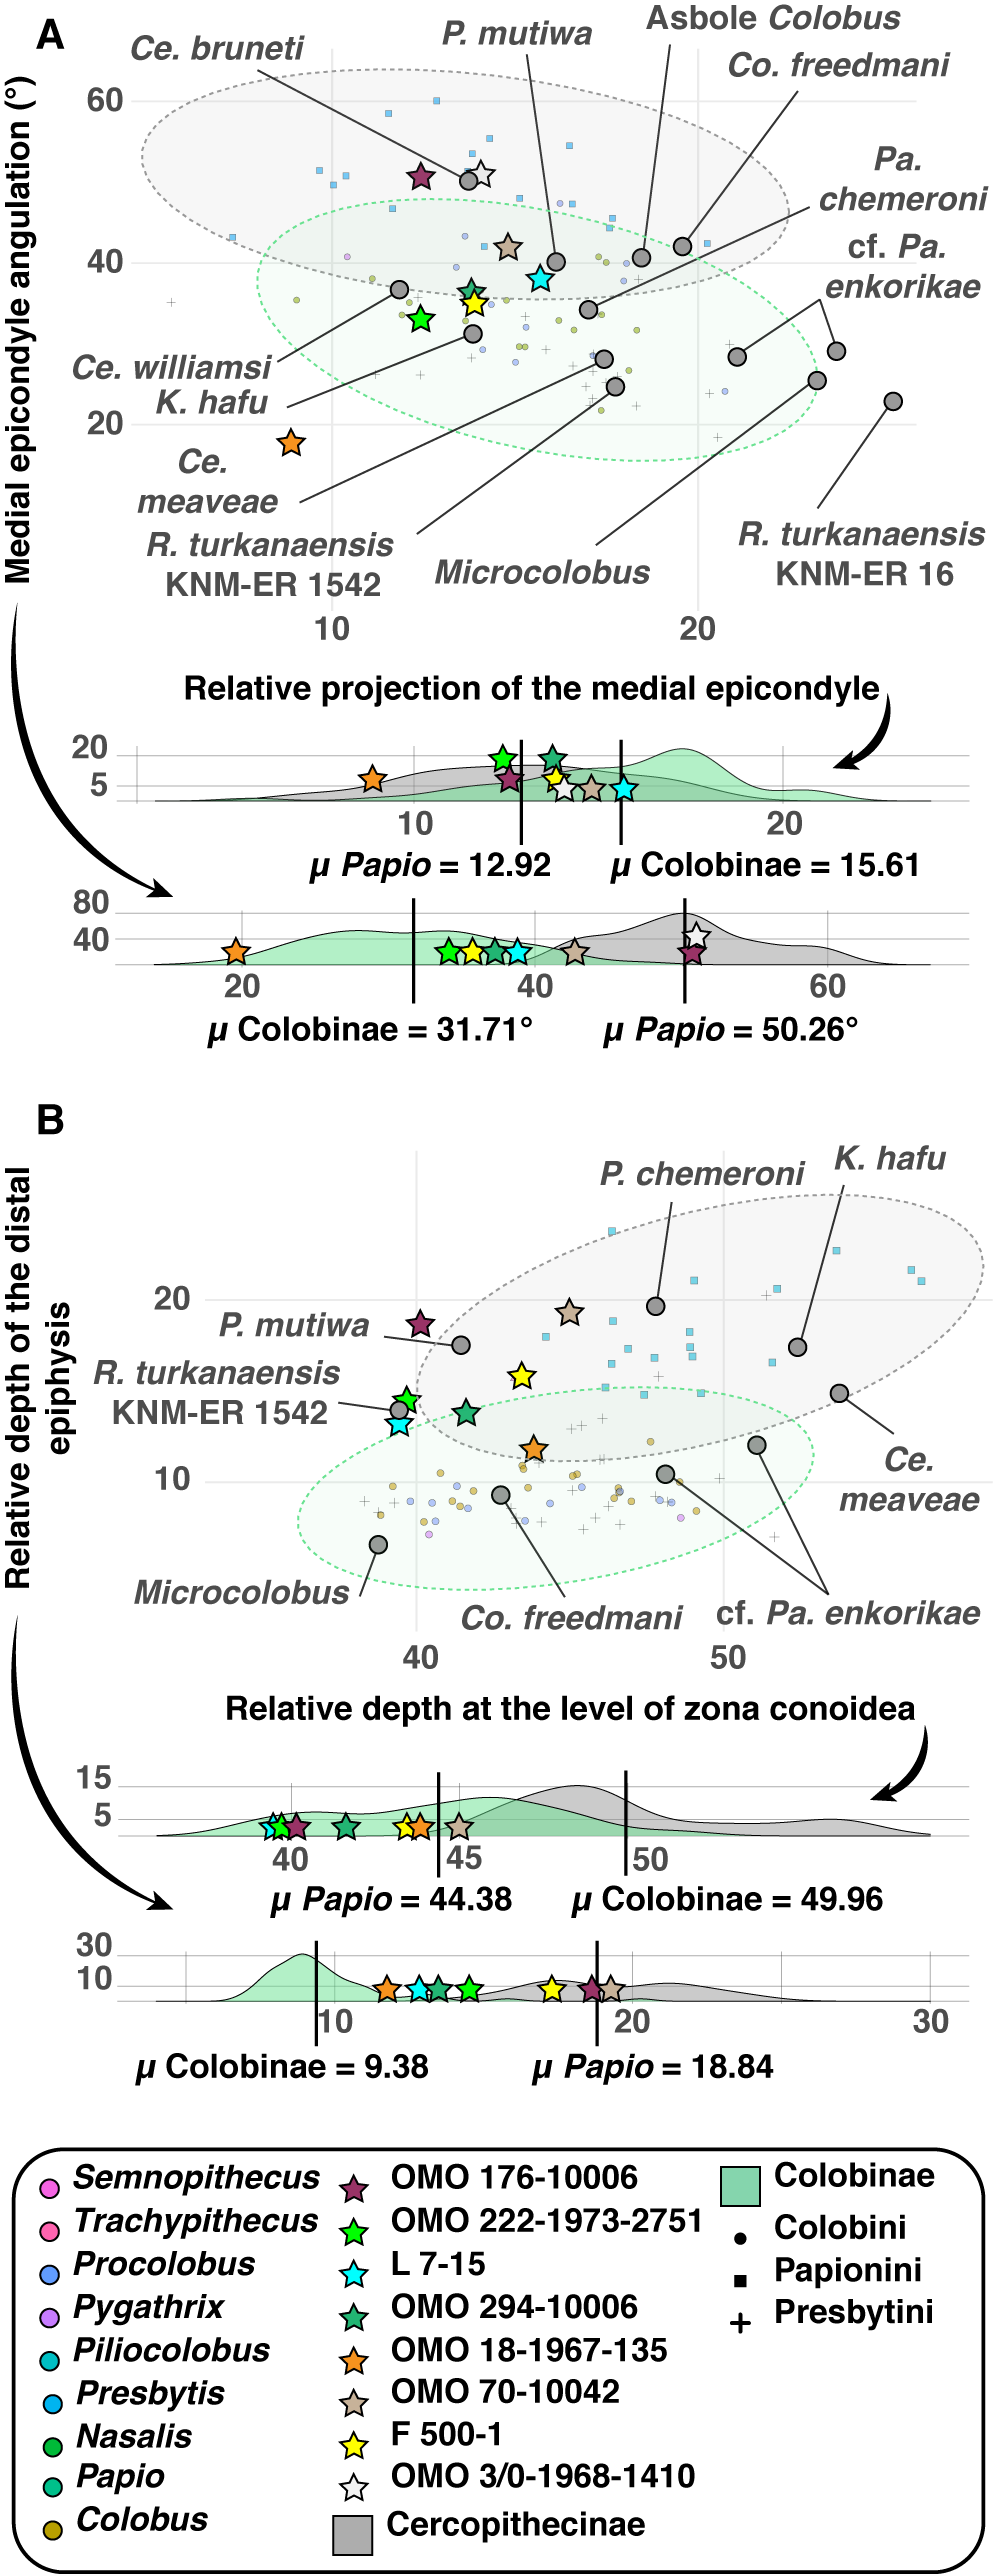 A
Ce. bruneti
P. mutiwa
Asbole Colobus
Co. freedmani
Medial epicondyle angulation (°)
60
40
20
Pa.
chemeroni
cf. Pa.
enkorikae
Ce. williamsi
K. hafu
Ce.
meaveae
R. turkanaensis
KNM-ER 1542
Microcolobus
R. turkanaensis
KNM-ER 16
10
20
Relative projection of the medial epicondyle
20
5
10
20
μ Papio = 12.92
μ Colobinae = 15.61
80
40
20
40
60
μ Colobinae = 31.71°
μ Papio = 50.26°
B
Relative depth of the distal
epiphysis
P. chemeroni
K. hafu
20
P. mutiwa
R. turkanaensis
KNM-ER 1542
10
Ce.
meaveae
Microcolobus
Co. freedmani
cf. Pa. enkorikae
40
50
Relative depth at the level of zona conoidea
15
5
40
45
50
μ Papio = 44.38
μ Colobinae = 49.96
30
10
10
20
30
μ Colobinae = 9.38
μ Papio = 18.84
Semnopithecus
Trachypithecus
Procolobus
Pygathrix
Piliocolobus
Presbytis
Nasalis
Papio
Colobus
OMO 176-10006
OMO 222-1973-2751
L 7-15
OMO 294-10006
OMO 18-1967-135
OMO 70-10042
F 500-1
OMO 3/0-1968-1410
Cercopithecinae
Colobinae
Colobini
Papionini
Presbytini